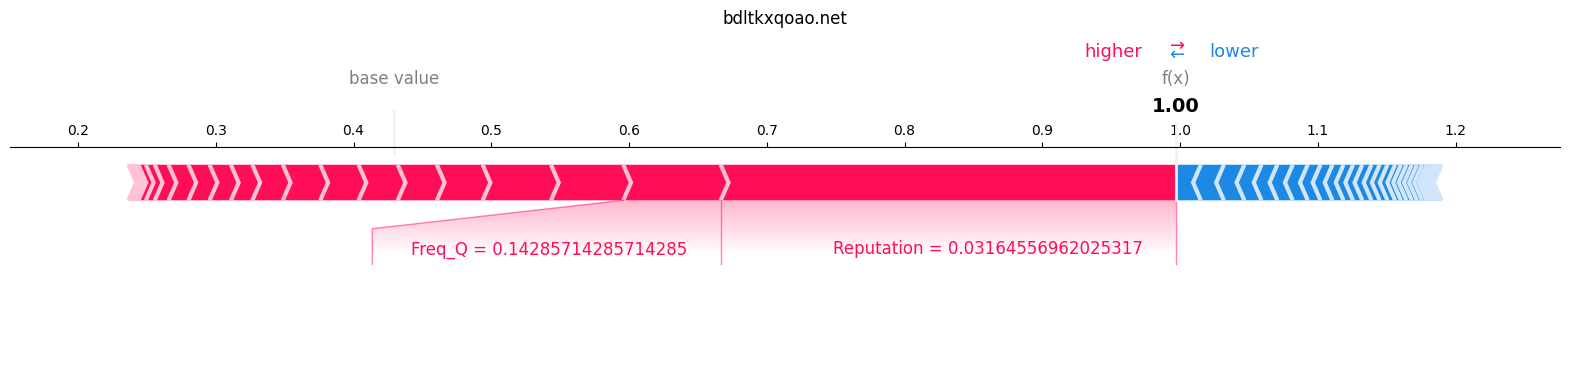 bdltkxqoao.net
higher ⇄ lower
base value
f(x)
1.00
0.2 0.3 0.4 0.5 0.6 0.7 0.8 0.9 1.0 1.1 1.2
Freq_Q = 0.14285714285714285
Reputation = 0.03164556962025317